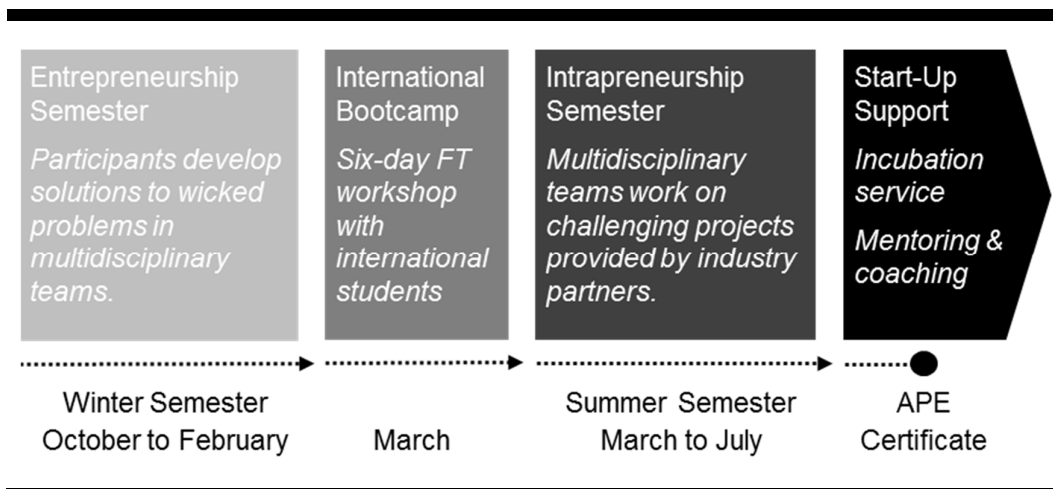 Entrepreneurship
Semester
Participants develop
solutions to wicked
problems in
multidisciplinary
teams.
International
Bootcamp
Six-day FT
workshop
with
international
students
Intrapreneurship
Semester
Multidisciplinary
teams work on
challenging projects
provided by industry
partners.
Start-Up
Support
Incubation
service
Mentoring &
coaching
Winter Semester
October to February
March
Summer Semester
March to July
APE
Certificate